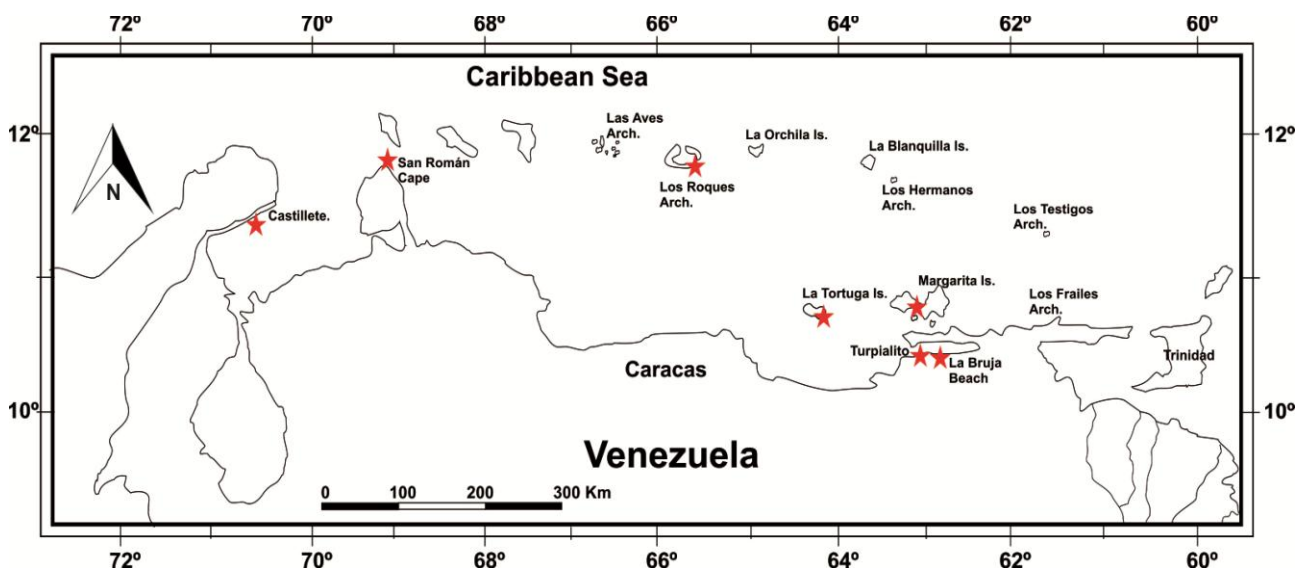 72º 70º 68º 66º 64º 62º 60º
Caribbean Sea
12º 12º
Las Aves
Arch.
La Orchila Is.
La Blanquilla Is.
San Román
Cape
Los Roques
Arch.
Los Hermanos
Arch.
N
Castillete.
Los Testigos
Arch.
Margarita Is.
La Tortuga Is.
Los Frailes
Arch.
Turpialito
La Bruja
Beach
Trinidad
Caracas
10º 10º
Venezuela
0 100 200 300 Km
72º 70º 68º 66º 64º 62º 60º